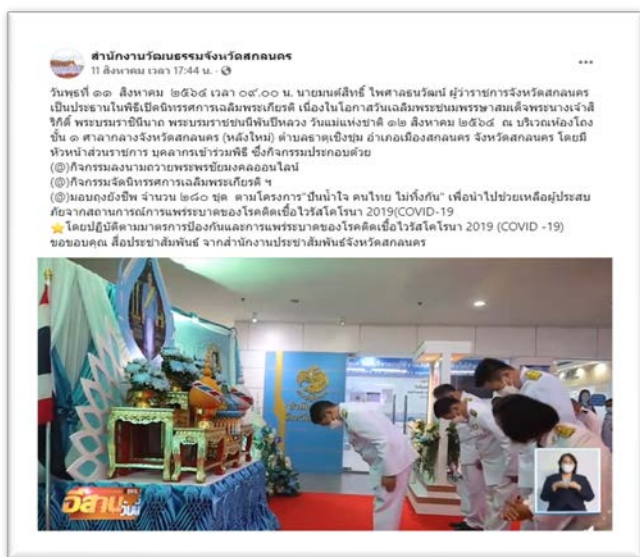 สำนักงานวัฒนธรรมจังหวัดสกลนคร
11 สิงหาคม เวลา 17:44 น. ·
วันพุธที่ ๑๑ สิงหาคม ๒๕๖๔ เวลา ๐๙.๐๐ น. นายมนต์สิทธิ์ ไพศาลธนวัฒน์ ผู้ว่าราชการจังหวัดสกลนคร
เป็นประธานในพิธีเปิดนิทรรศการเฉลิมพระเกียรติ เนื่องในโอกาสวันเฉลิมพระชนมพรรษาสมเด็จพระนางเจ้าสิ
ริกิติ์ พระบรมราชินีนาถ พระบรมราชชนนีพันปีหลวง วันแม่แห่งชาติ ๑๒ สิงหาคม ๒๕๖๔ ณ บริเวณห้องโถง
ชั้น ๑ ศาลากลางจังหวัดสกลนคร (หลังใหม่) ตำบลธาตุเชิงชุม อำเภอเมืองสกลนคร จังหวัดสกลนคร โดยมี
หัวหน้าส่วนราชการ บุคลากรเข้าร่วมพิธี ซึ่งกิจกรรมประกอบด้วย
(@)กิจกรรมลงนามถวายพระพรชัยมงคลออนไลน์
(@)กิจกรรมจัดนิทรรศการเฉลิมพระเกียรติ ฯ
(@)มอบถุงยังชีพ จำนวน ๒๘๐ ชุด ตามโครงการ"ปันน้ำใจ คนไทย ไม่ทิ้งกัน" เพื่อนำไปช่วยเหลือผู้ประสบ
ภัยจากสถานการณ์การแพร่ระบาดของโรคติดเชื้อไวรัสโคโรนา 2019(COVID-19
⭐โดยปฏิบัติตามมาตรการป้องกันและการแพร่ระบาดของโรคติดเชื้อไวรัสโคโรนา 2019 (COVID -19)
ขอขอบคุณ สื่อประชาสัมพันธ์ จากสำนักงานประชาสัมพันธ์จังหวัดสกลนคร
อีสาน
วันนี้